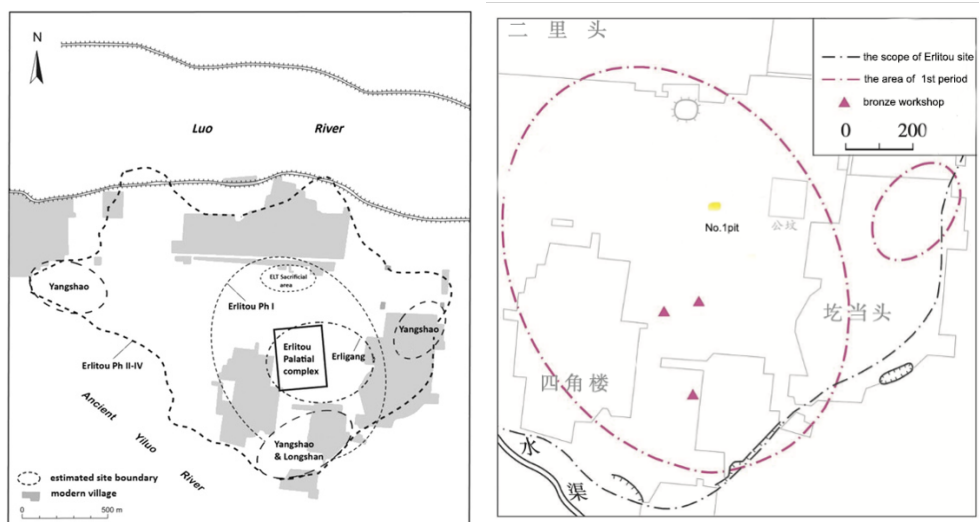 N
Luo River
Yangshao
ELT Sacrificial
area
Erlitou Ph I
Yangshao
Erlitou
Palatial
complex
Erligang
Erlitou Ph II-IV
Ancient Yiluo River
Yangshao
& Longshan
estimated site boundary
modern village
0 500 m
二里头
the scope of Erlitou site
the area of 1st period
bronze workshop
0 200
No.1pit
公坟
圪当头
四角楼
水渠